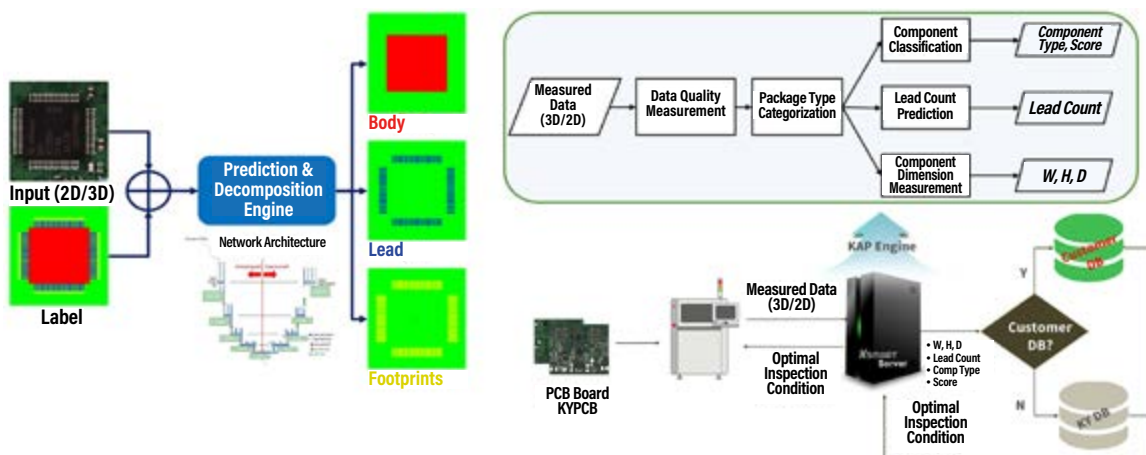 Input (2D/3D)
Label
Prediction &
Decomposition
Engine
Network Architecture
Body
Lead
Footprints
Measured
Data
(3D/2D)
Data Quality
Measurement
Package Type
Categorization
Component
Classification
Component
Type, Score
Lead Count
Prediction
Lead Count
Component
Dimension
Measurement
W, H, D
KAP Engine
PCB Board
KYPCB
Measured Data
(3D/2D)
Optimal
Inspection
Condition
Server
• W, H, D
• Lead Count
• Comp Type
• Score
Optimal
Inspection
Condition
Customer
DB?
Y
N
Customer
DB
KY DB